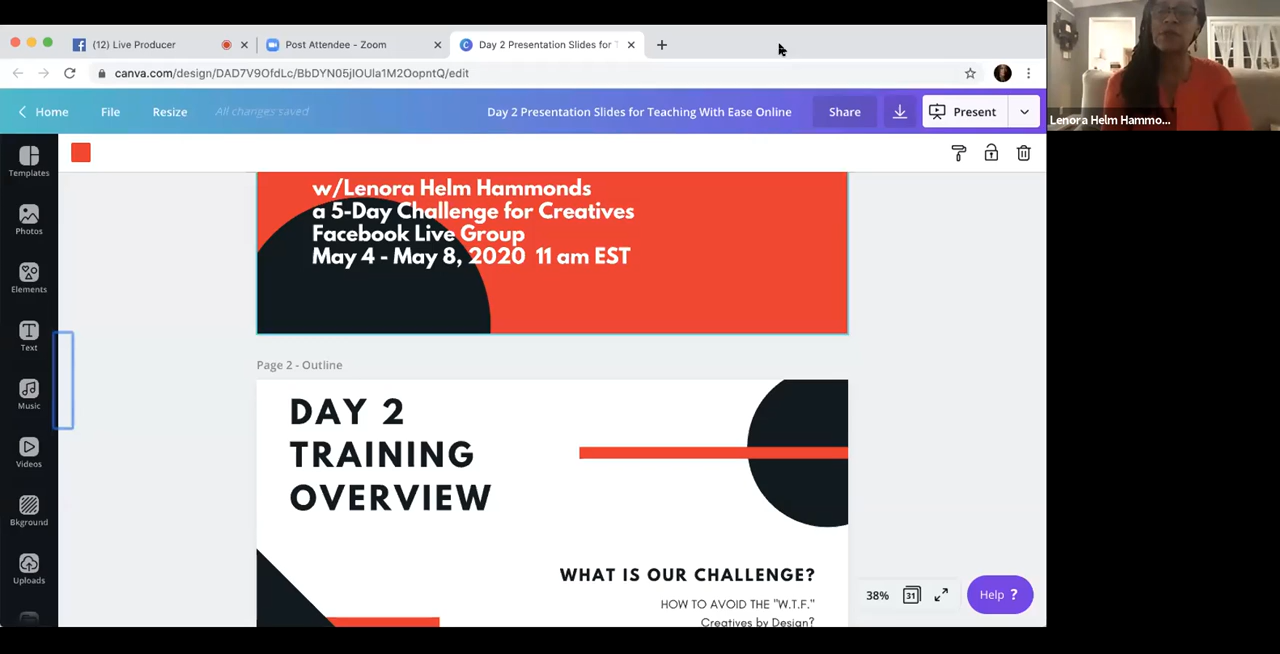 (12) Live Producer
Post Attendee - Zoom
Day 2 Presentation Slides for T
canva.com/design/DAD7V9OfdLc/BbDYN05jIOUla1M2OopntQ/edit
Home File Resize All changes saved Day 2 Presentation Slides for Teaching With Ease Online Share Present
Lenora Helm Hammo...
Templates
Photos
Elements
Text
Music
Videos
Bkground
Uploads
w/Lenora Helm Hammonds
a 5-Day Challenge for Creatives
Facebook Live Group
May 4 - May 8, 2020 11 am EST
Page 2 - Outline
DAY 2
TRAINING
OVERVIEW
WHAT IS OUR CHALLENGE?
HOW TO AVOID THE "W.T.F."
Creatives by Design?
38% 31 Help ?